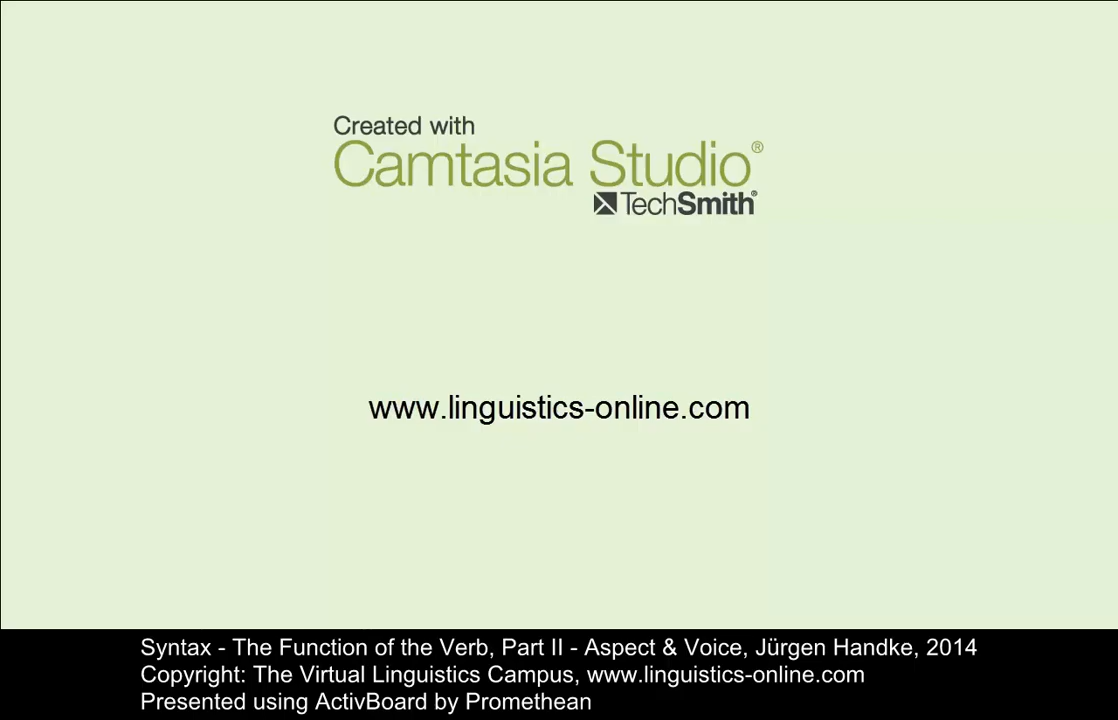 Created with
Camtasia Studio®
TechSmith®
www.linguistics-online.com
Syntax - The Function of the Verb, Part II - Aspect & Voice, Jürgen Handke, 2014
Copyright: The Virtual Linguistics Campus, www.linguistics-online.com
Presented using ActivBoard by Promethean